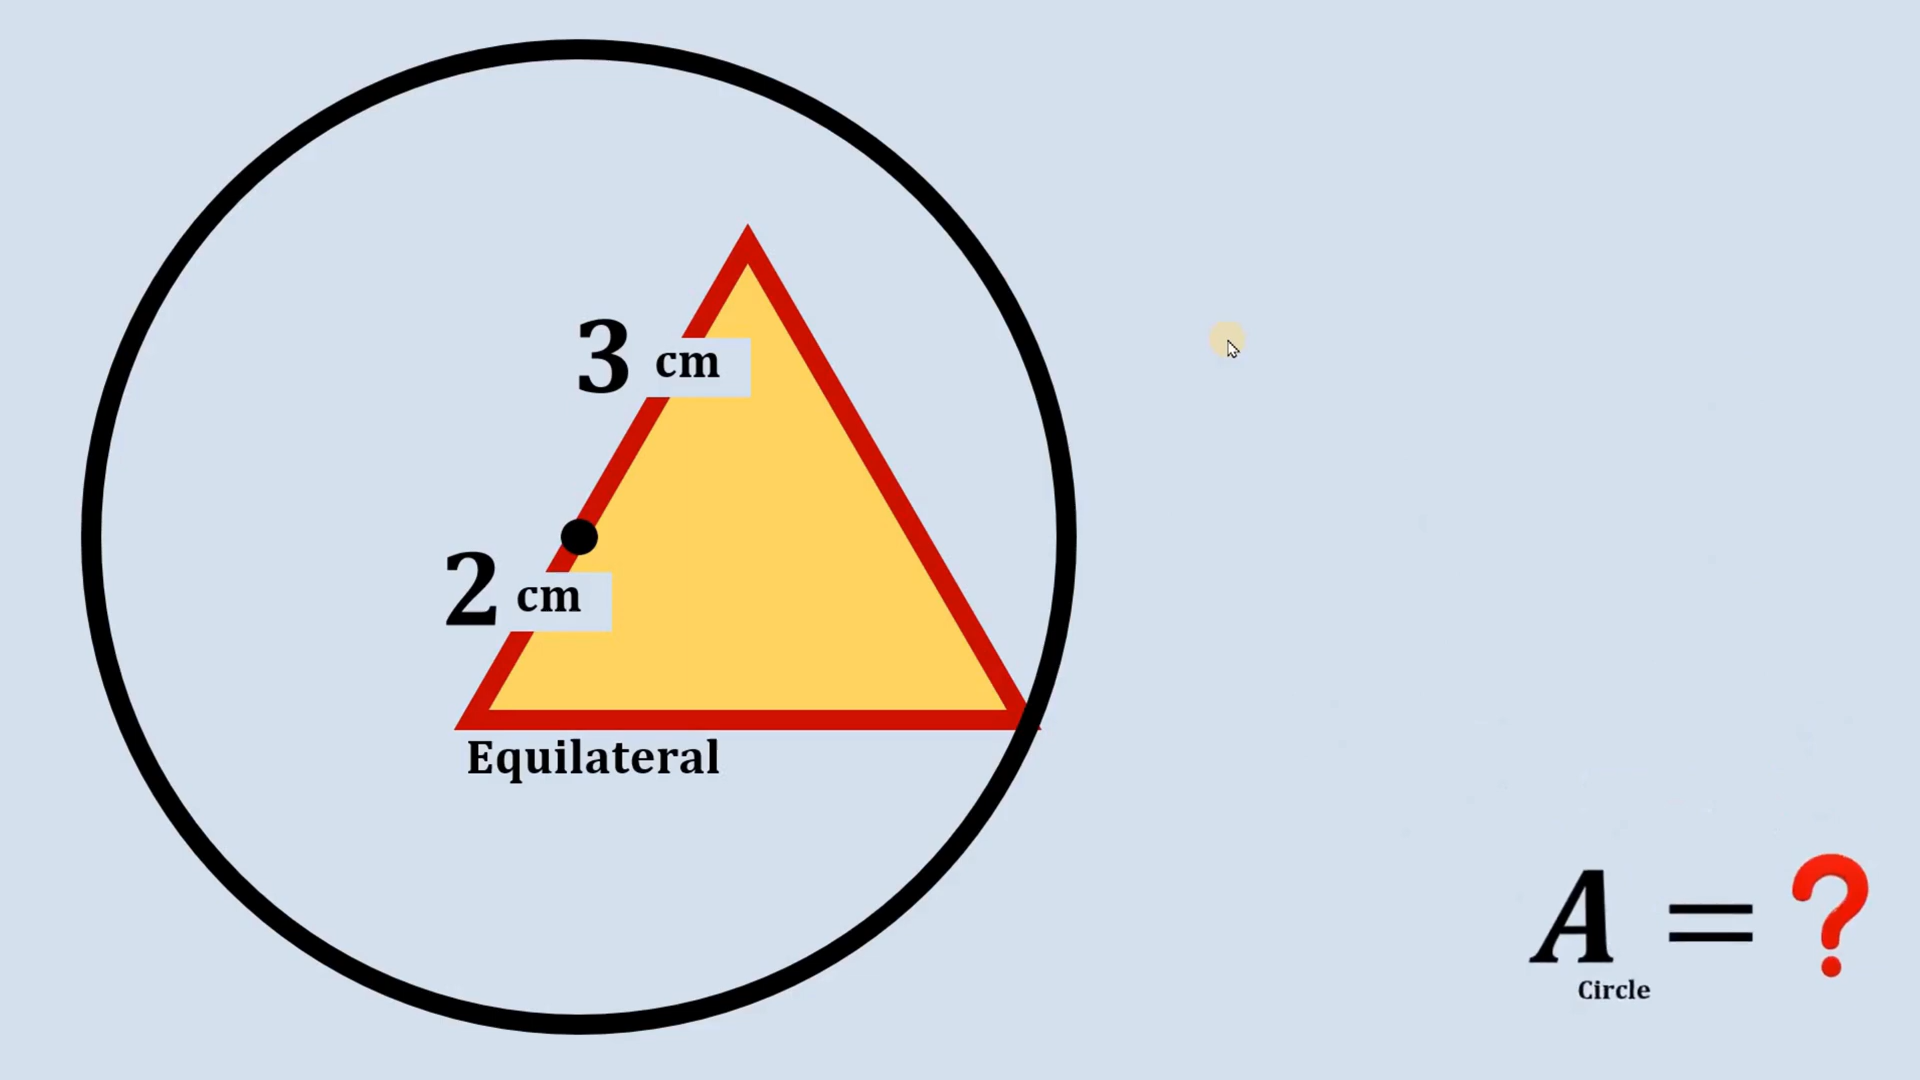 3 cm
2 cm
Equilateral
A = ?
Circle